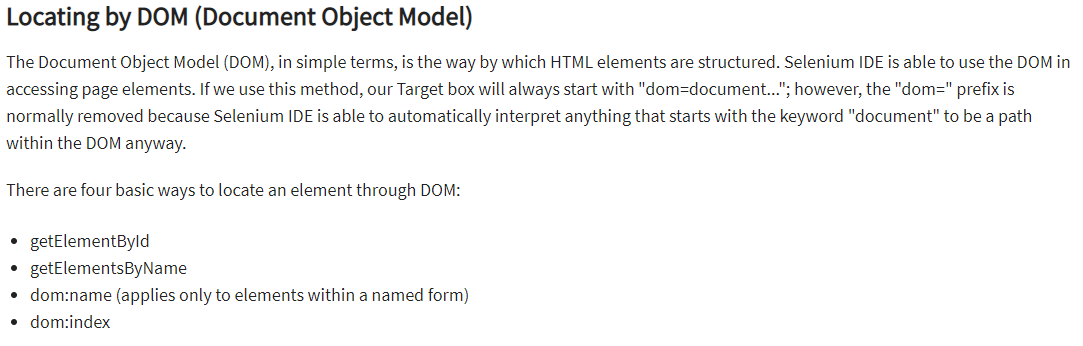 Locating by DOM (Document Object Model)
The Document Object Model (DOM), in simple terms, is the way by which HTML elements are structured. Selenium IDE is able to use the DOM in
accessing page elements. If we use this method, our Target box will always start with "dom=document..."; however, the "dom=" prefix is
normally removed because Selenium IDE is able to automatically interpret anything that starts with the keyword "document" to be a path
within the DOM anyway.
There are four basic ways to locate an element through DOM:
• getElementById
• getElementsByName
• dom:name (applies only to elements within a named form)
• dom:index